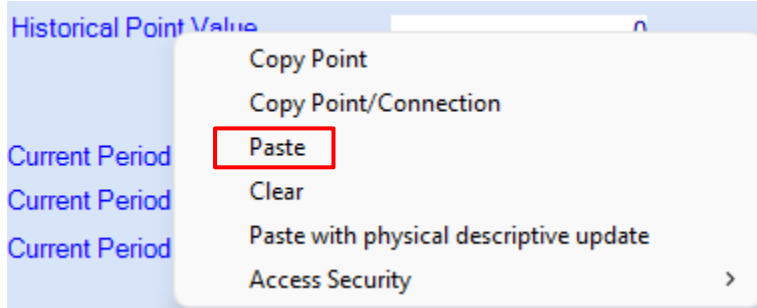 Historical Point Value 0
Copy Point
Copy Point/Connection
Paste
Clear
Paste with physical descriptive update
Access Security
Current Period
Current Period
Current Period